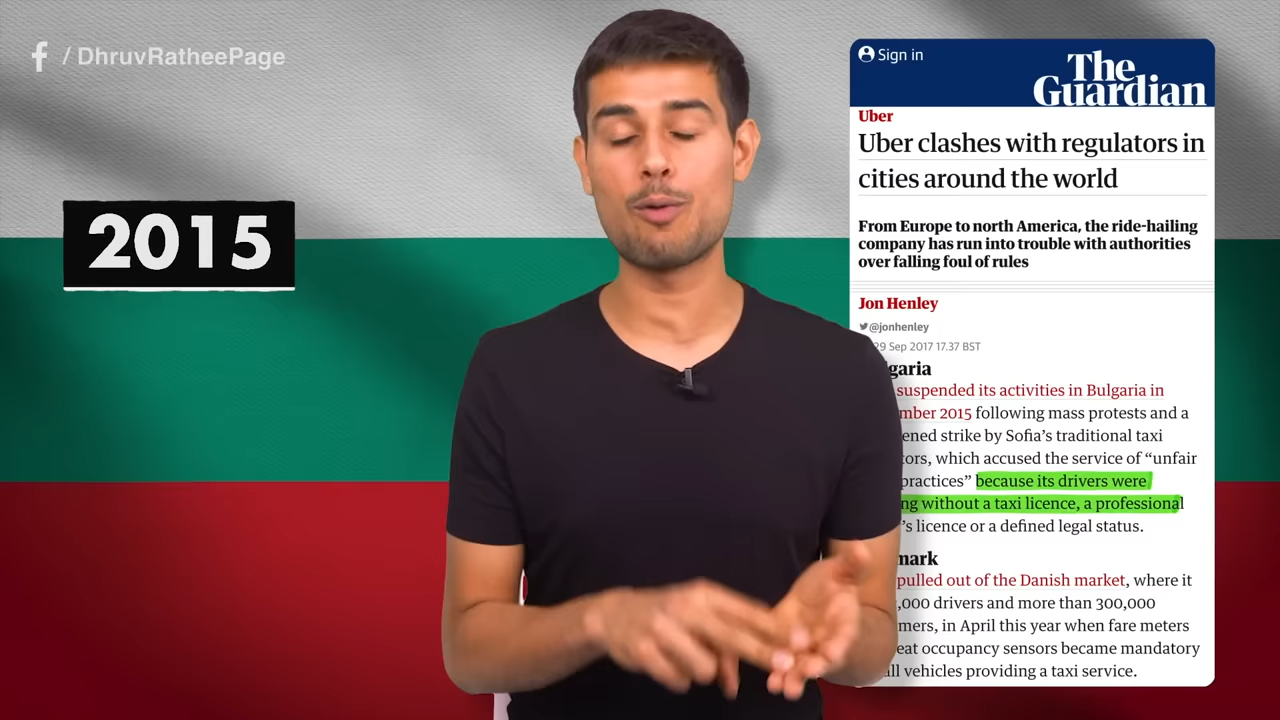 / DhruvRatheePage
2015
Sign in
The
Guardian
Uber
Uber clashes with regulators in
cities around the world
From Europe to north America, the ride-hailing
company has run into trouble with authorities
over falling foul of rules
Jon Henley
@jonhenley
29 Sep 2017 17.37 BST
garia
suspended its activities in Bulgaria in
mber 2015 following mass protests and a
ened strike by Sofia's traditional taxi
tors, which accused the service of “unfair
practices” because its drivers were
ng without a taxi licence, a professional
's licence or a defined legal status.
mark
pulled out of the Danish market, where it
,000 drivers and more than 300,000
mers, in April this year when fare meters
eat occupancy sensors became mandatory
all vehicles providing a taxi service.